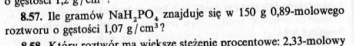 o gęstości 1,2 g/cm
8.57. Ile gramów NaH₂PO₄ znajduje się w 150 g 0,89-molowego
roztworu o gęstości 1,07 g/cm³?
8.58. Który roztwór ma większe stężenie procentowe: 2,33-molowy